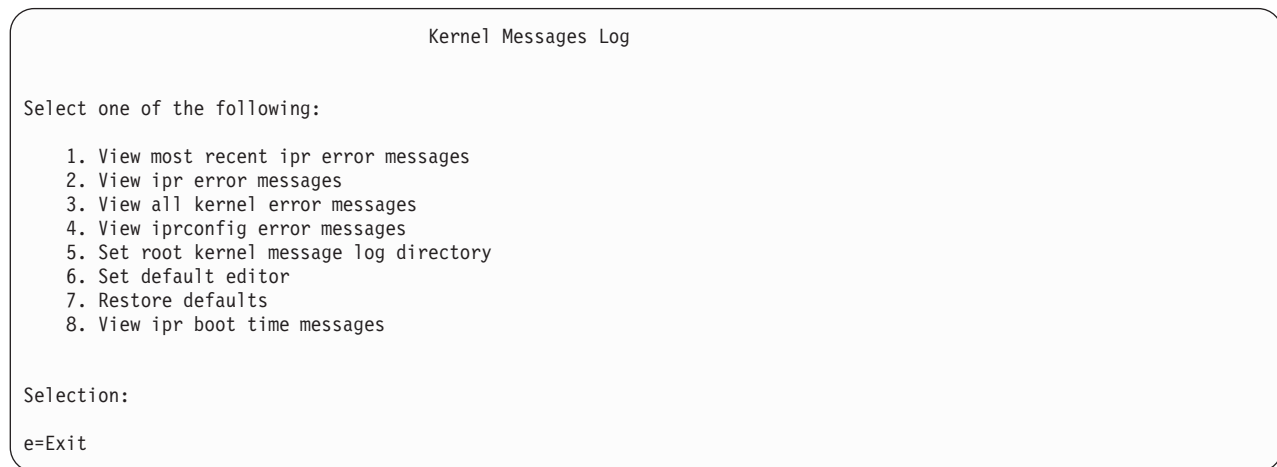 Kernel Messages Log
Select one of the following:
1. View most recent ipr error messages
2. View ipr error messages
3. View all kernel error messages
4. View iprconfig error messages
5. Set root kernel message log directory
6. Set default editor
7. Restore defaults
8. View ipr boot time messages
Selection:
e=Exit